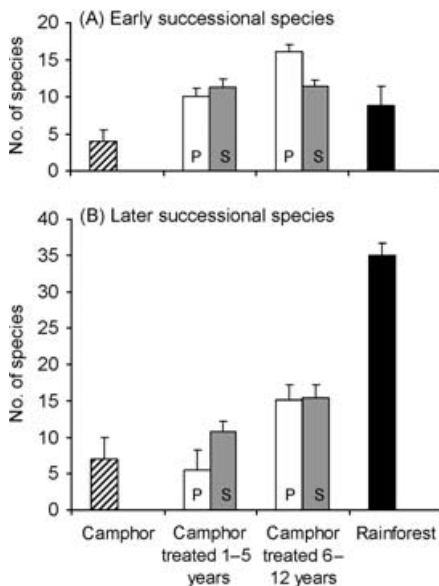 (A) Early successional species
No. of species
20
15
10
5
0
P
S
P
S
(B) Later successional species
No. of species
40
35
30
25
20
15
10
5
0
P
S
P
S
Camphor
Camphor
treated 1–5
years
Camphor
treated 6–
12 years
Rainforest